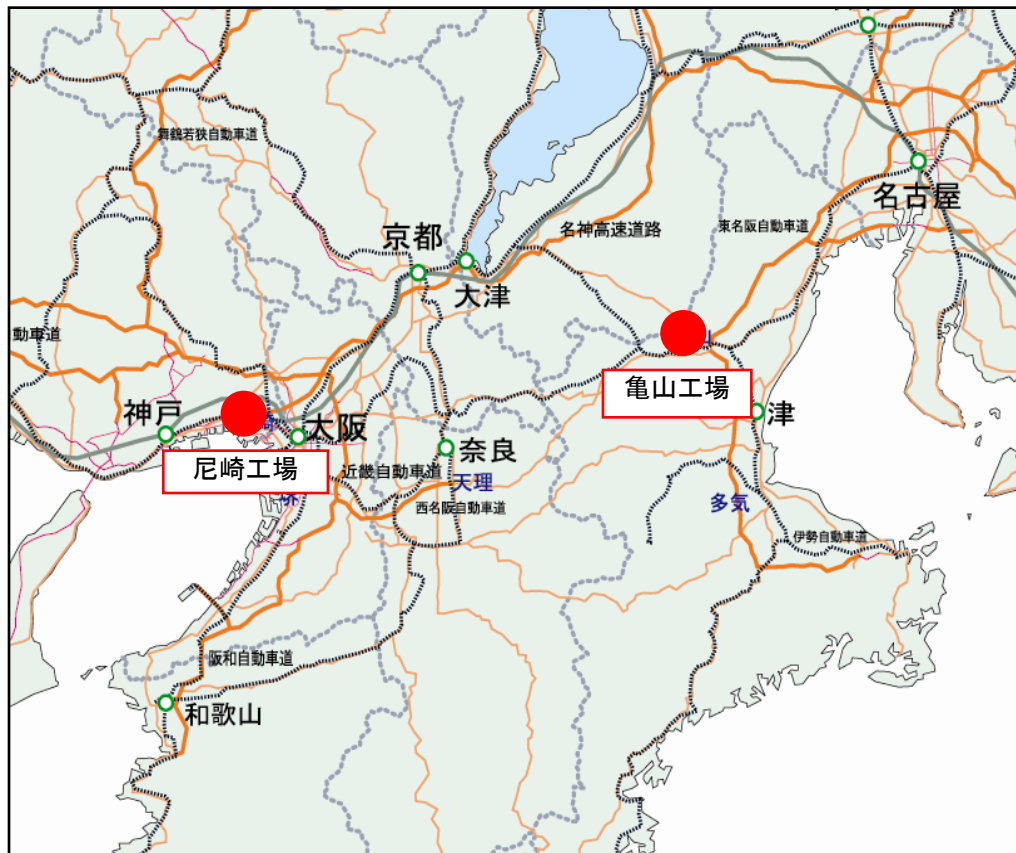 舞鶴若狭自動車道
名古屋
京都
名神高速道路
東名阪自動車道
大津
動車道
亀山工場
神戸
大阪
津
尼崎工場
近畿自動車道
奈良
天理
西名阪自動車道
多気
伊勢自動車道
阪和自動車道
和歌山